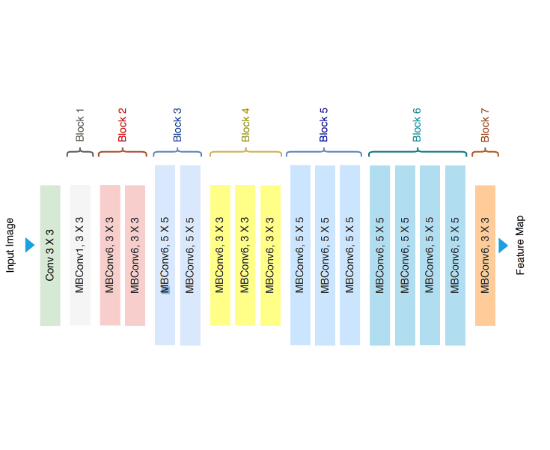 Input Image
Conv 3 X 3
Block 1
MBConv1, 3 X 3
Block 2
MBConv6, 3 X 3
MBConv6, 3 X 3
Block 3
MBConv6, 5 X 5
MBConv6, 5 X 5
Block 4
MBConv6, 3 X 3
MBConv6, 3 X 3
MBConv6, 3 X 3
Block 5
MBConv6, 5 X 5
MBConv6, 5 X 5
MBConv6, 5 X 5
Block 6
MBConv6, 5 X 5
MBConv6, 5 X 5
MBConv6, 5 X 5
MBConv6, 5 X 5
Block 7
MBConv6, 3 X 3
Feature Map